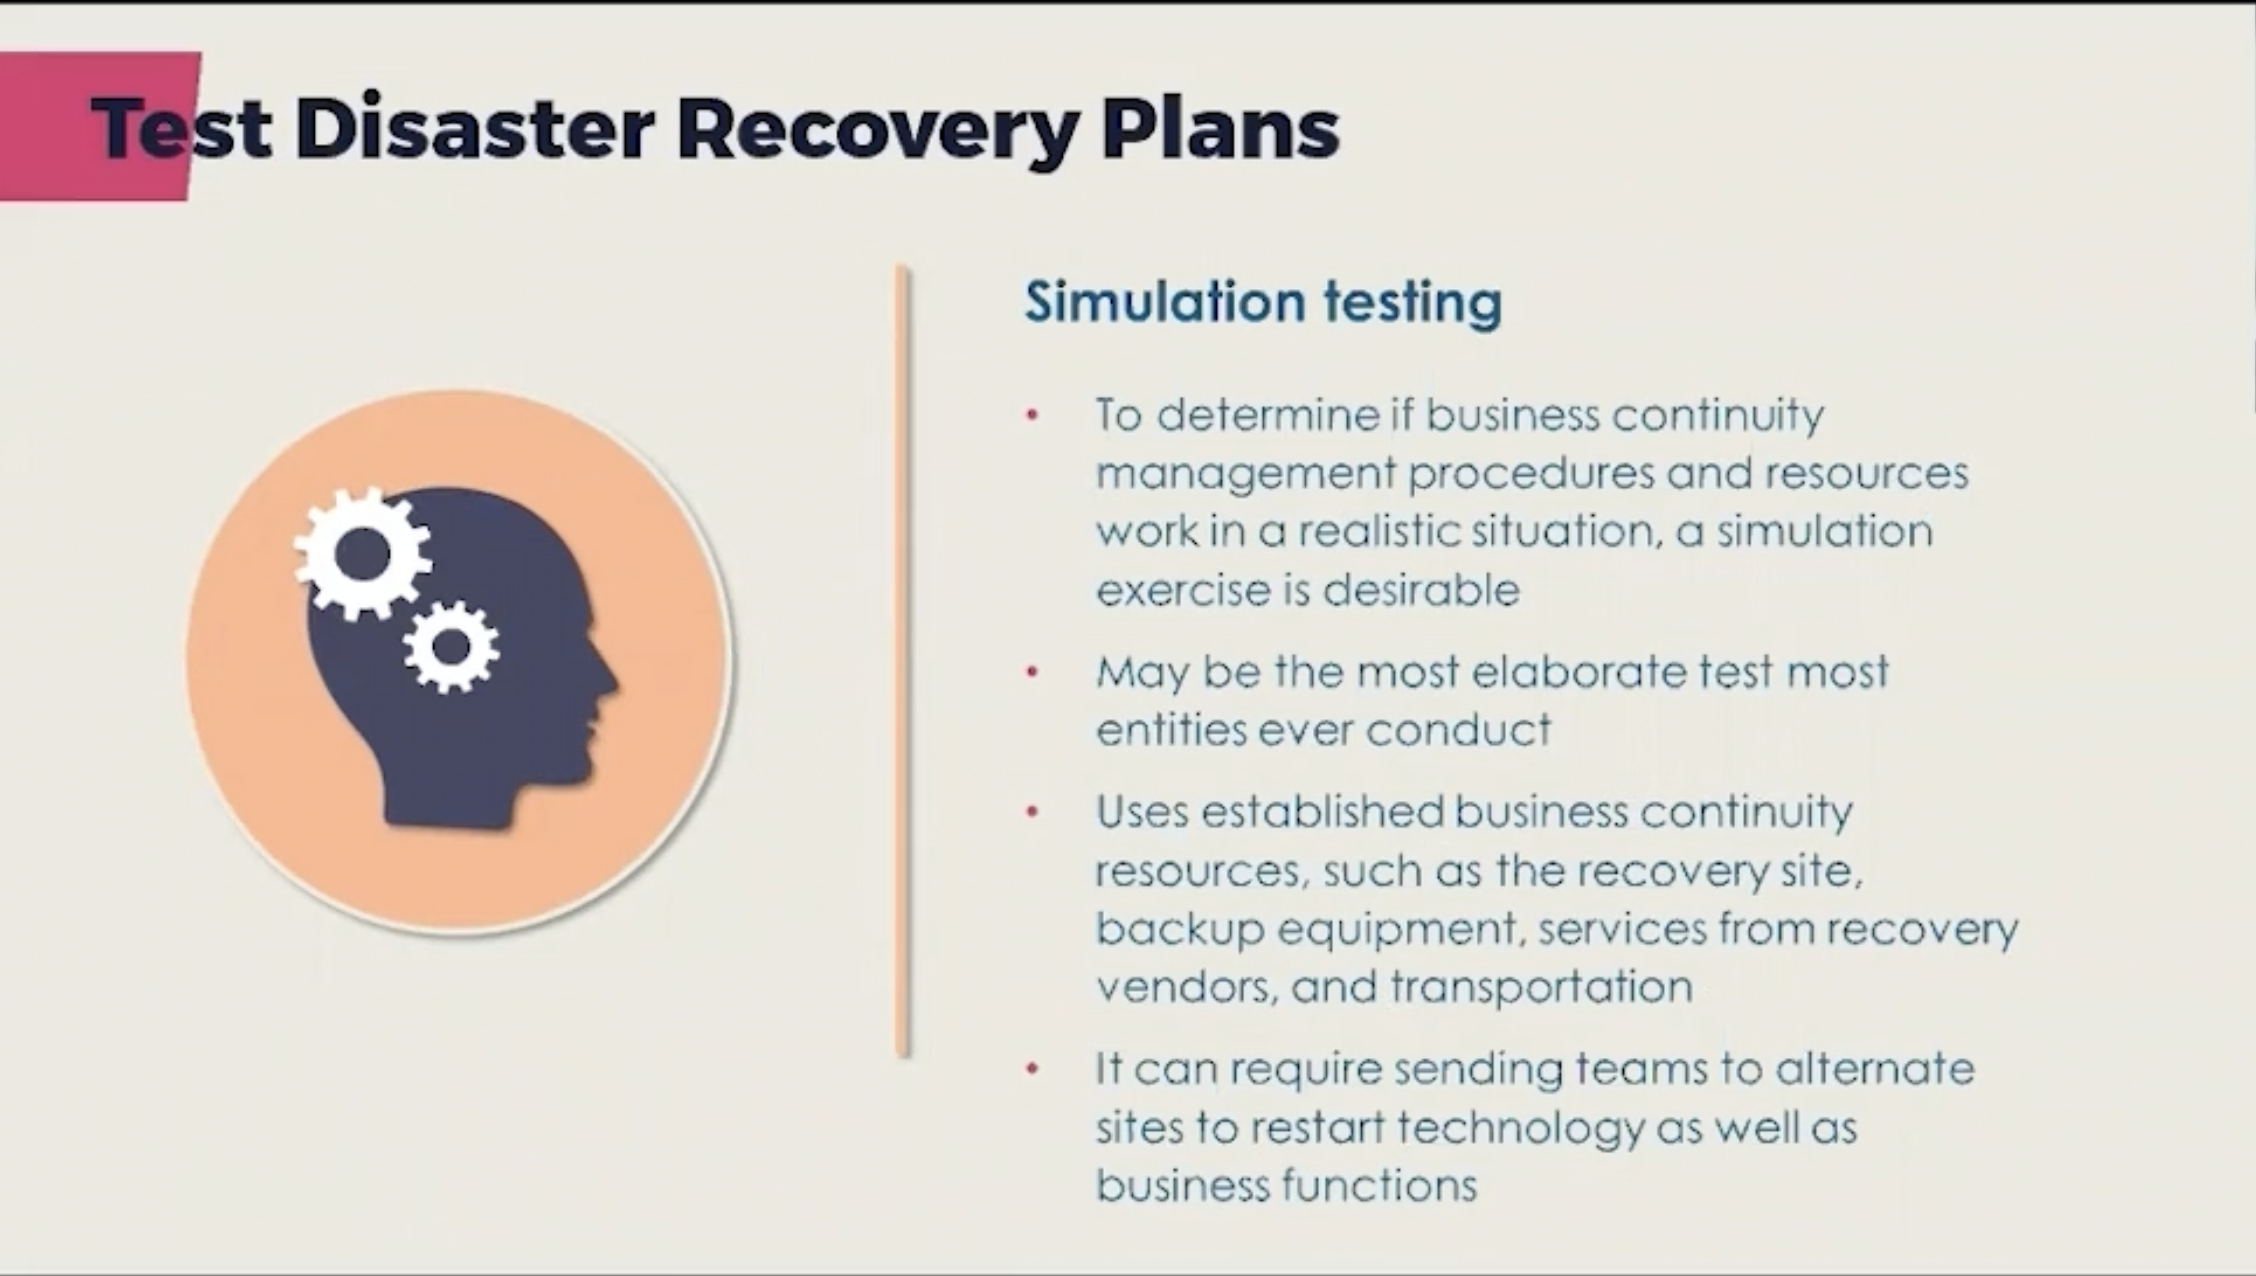 Test Disaster Recovery Plans
Simulation testing
• To determine if business continuity
management procedures and resources
work in a realistic situation, a simulation
exercise is desirable
• May be the most elaborate test most
entities ever conduct
• Uses established business continuity
resources, such as the recovery site,
backup equipment, services from recovery
vendors, and transportation
• It can require sending teams to alternate
sites to restart technology as well as
business functions